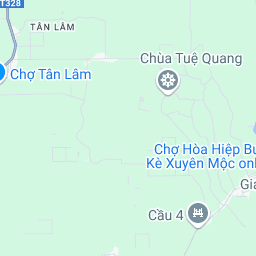 T328
TÂN LÂM
Chùa Tuệ Quang
Chợ Tân Lâm
Chợ Hòa Hiệp Bu
Kè Xuyên Mộc onl
Gia
Cầu 4